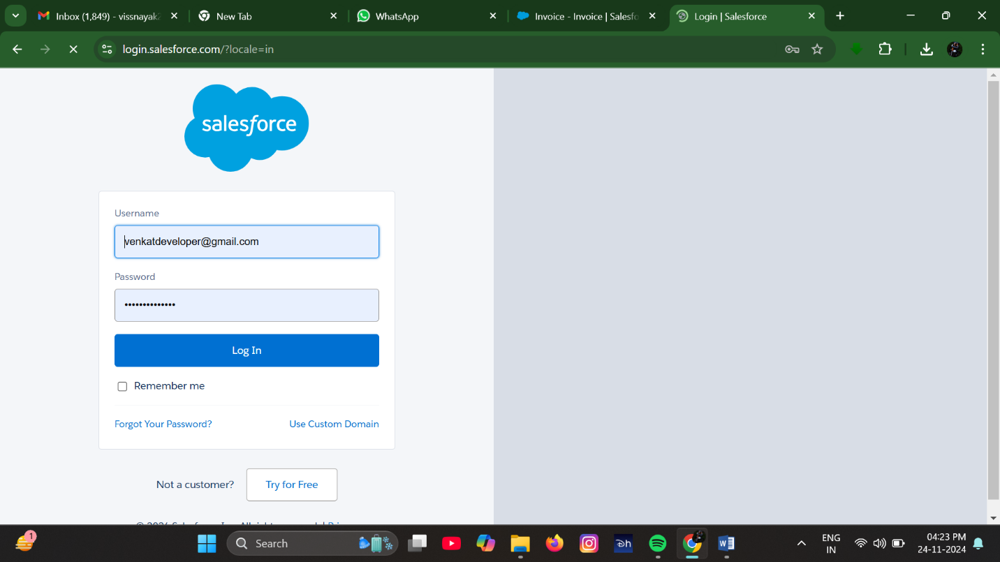 Inbox (1,849) - vissnayak
New Tab
WhatsApp
Invoice - Invoice | Salesfo
Login | Salesforce
login.salesforce.com/?locale=in
salesforce
Username
venkatdeveloper@gmail.com
Password
••••••••••••••
Log In
Remember me
Forgot Your Password?
Use Custom Domain
Not a customer?
Try for Free
1
Search
Dh
ENG
IN
04:23 PM
24-11-2024